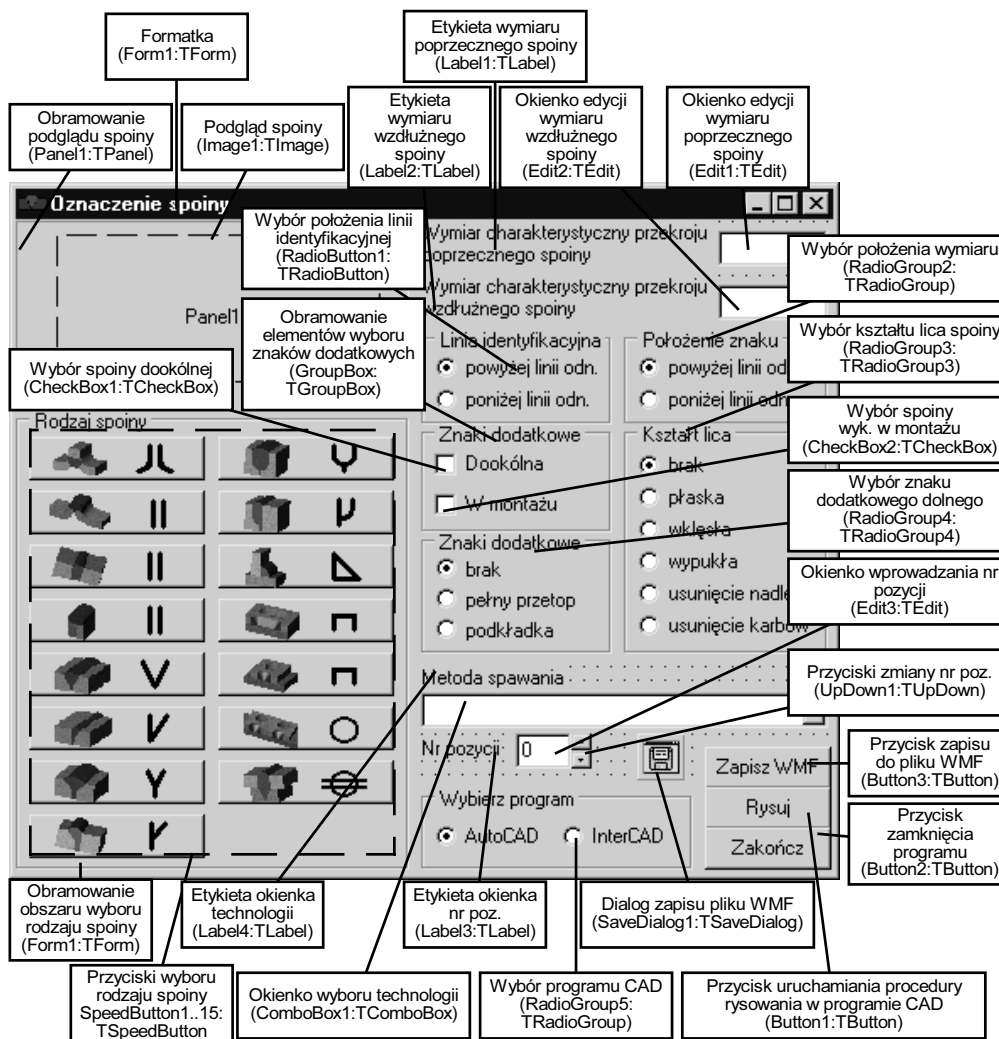 Formatka
(Form1:TForm)
Etykieta wymiaru
poprzecznego spoiny
(Label1:TLabel)
Obramowanie
podglądu spoiny
(Panel1:TPanel)
Podgląd spoiny
(Image1:TImage)
Etykieta
wymiaru
wzdłużnego
spoiny
(Label2:TLabel)
Okienko edycji
wymiaru
wzdłużnego
spoiny
(Edit2:TEdit)
Okienko edycji
wymiaru
poprzecznego
spoiny
(Edit1:TEdit)
Oznaczenie spoiny
Wybór położenia linii
identyfikacyjnej
(RadioButton1:
TRadioButton)
Wymiar charakterystyczny przekroju
poprzecznego spoiny
Wybór położenia wymiaru
(RadioGroup2:
TRadioGroup)
Wymiar charakterystyczny przekroju
wzdłużnego spoiny
Panel1
Obramowanie
elementów wyboru
znaków dodatkowych
(GroupBox:
TGroupBox)
Wybór kształtu lica spoiny
(RadioGroup3:
TRadioGroup3)
Wybór spoiny dookólnej
(CheckBox1:TCheckBox)
Linia identyfikacyjna
powyżej linii odn.
poniżej linii odn.
Położenie znaku
powyżej linii od
poniżej linii odn.
Wybór spoiny
wyk. w montażu
(CheckBox2:TCheckBox)
Rodzaj spoiny
Znaki dodatkowe
Dookólna
W montażu
Kształt lica
brak
płaska
wklęsła
wypukła
usunięcie nadle
usunięcie karbów
Wybór znaku
dodatkowego dolnego
(RadioGroup4:
TRadioGroup4)
Znaki dodatkowe
brak
pełny przetop
podkładka
Okienko wprowadzania nr
pozycji
(Edit3:TEdit)
Metoda spawania
Przyciski zmiany nr poz.
(UpDown1:TUpDown)
Nr pozycji
0
Zapisz WMF
Rysuj
Zakończ
Przycisk zapisu
do pliku WMF
(Button3:TButton)
Wybierz program
AutoCAD
InterCAD
Przycisk
zamknięcia
programu
(Button2:TButton)
Obramowanie
obszaru wyboru
rodzaju spoiny
(Form1:TForm)
Etykieta okienka
technologii
(Label4:TLabel)
Etykieta okienka
nr poz.
(Label3:TLabel)
Dialog zapisu pliku WMF
(SaveDialog1:TSaveDialog)
Przyciski wyboru
rodzaju spoiny
SpeedButton1..15:
TSpeedButton
Okienko wyboru technologii
(ComboBox1:TComboBox)
Wybór programu CAD
(RadioGroup5:
TRadioGroup)
Przycisk uruchamiania procedury
rysowania w programie CAD
(Button1:TButton)